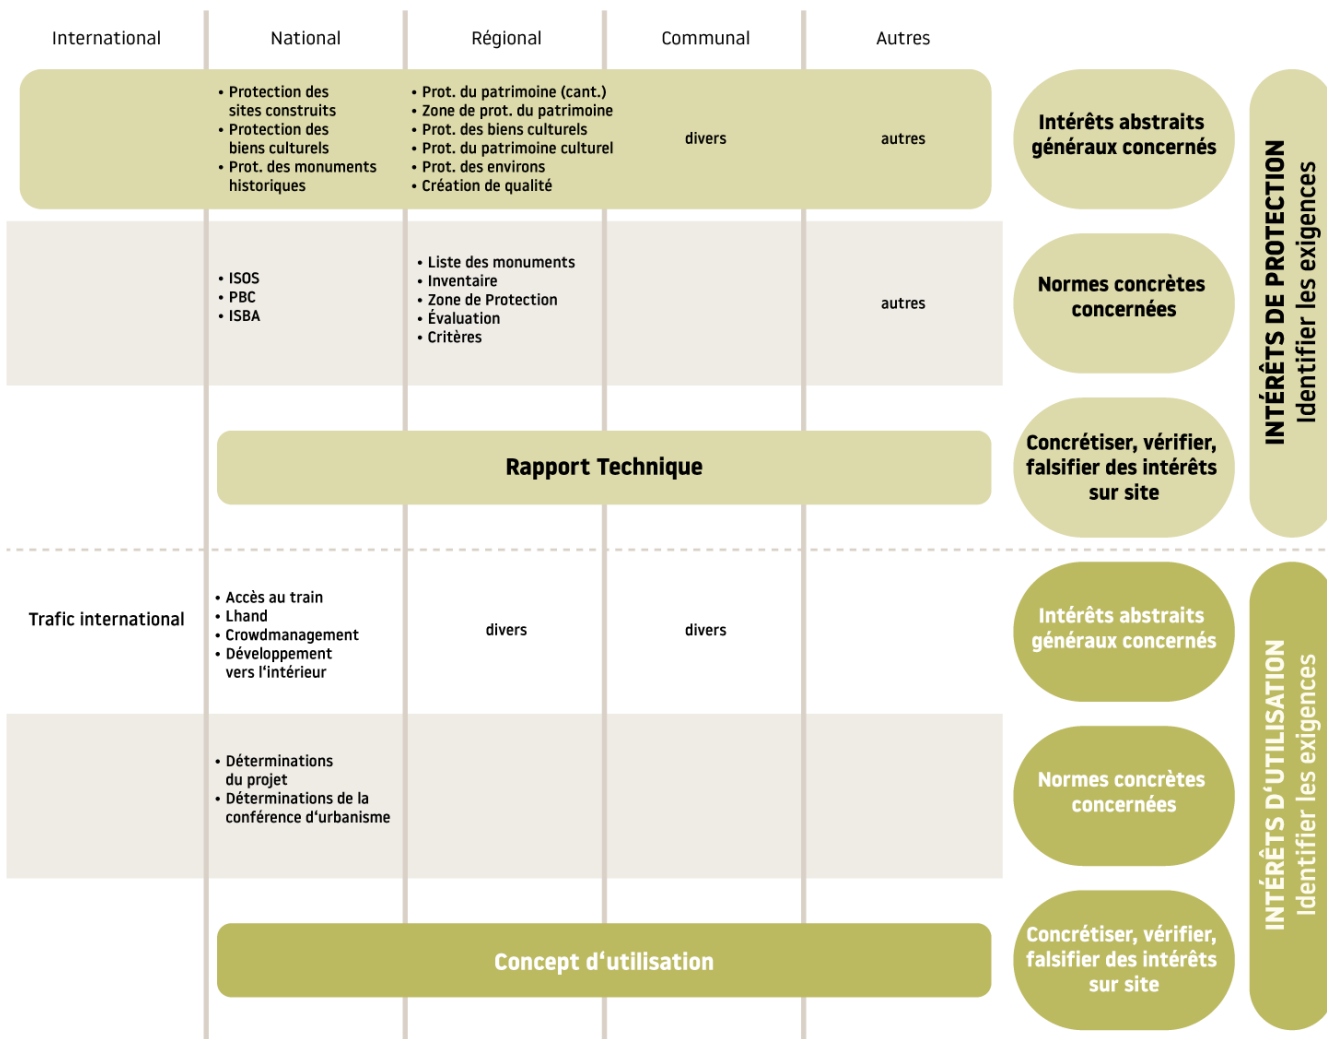 International
National
Régional
Communal
Autres
• Protection des
sites construits
• Protection des
biens culturels
• Prot. des monuments
historiques
• Prot. du patrimoine (cant.)
• Zone de prot. du patrimoine
• Prot. des biens culturels
• Prot. du patrimoine culturel
• Prot. des environs
• Création de qualité
divers
autres
Intérêts abstraits
généraux concernés
• ISOS
• PBC
• ISBA
• Liste des monuments
• Inventaire
• Zone de Protection
• Évaluation
• Critères
autres
Normes concrètes
concernées
Rapport Technique
Concrétiser, vérifier,
falsifier des intérêts
sur site
INTÉRÊTS DE PROTECTION
Identifier les exigences
Trafic international
• Accès au train
• Lhand
• Crowdmanagement
• Développement
vers l‘intérieur
divers
divers
Intérêts abstraits
généraux concernés
• Déterminations
du projet
• Déterminations de la
conférence d‘urbanisme
Normes concrètes
concernées
Concept d‘utilisation
Concrétiser, vérifier,
falsifier des intérêts
sur site
INTÉRÊTS D‘UTILISATION
Identifier les exigences